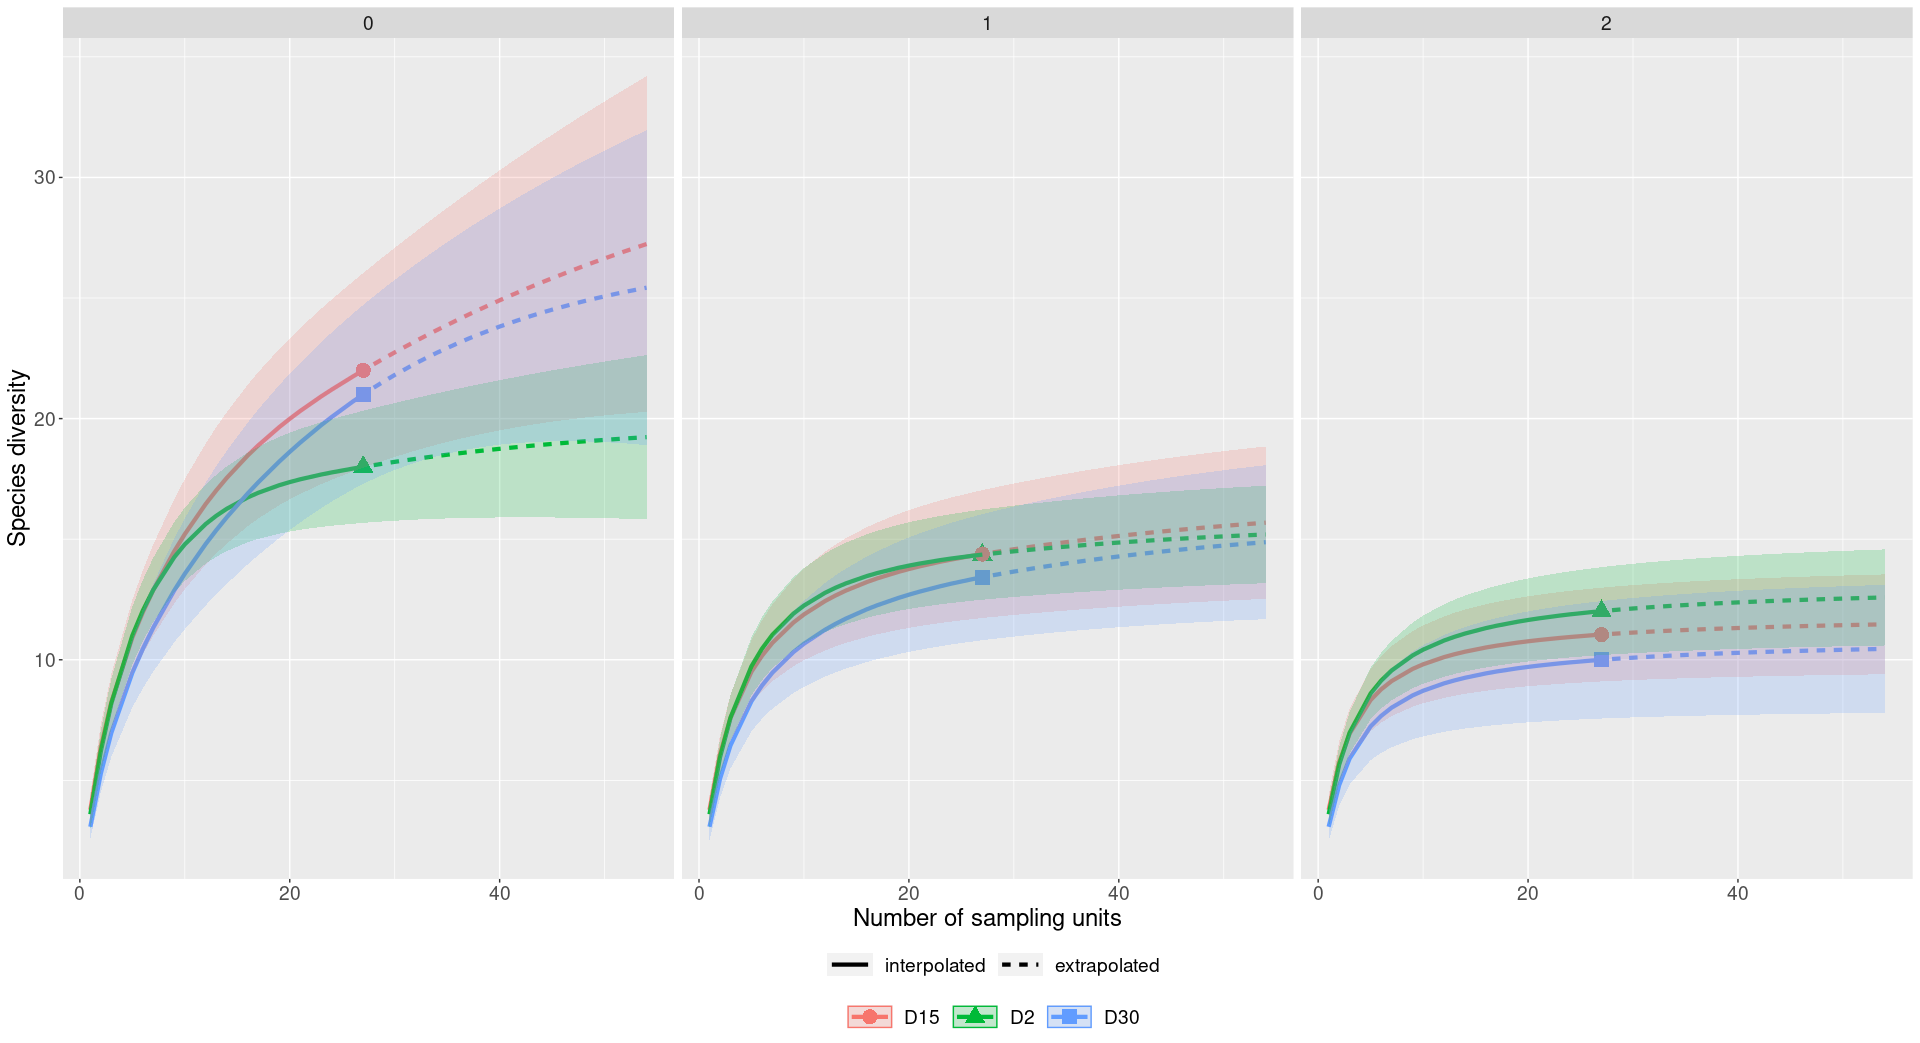 0 1 2
Species diversity
30
20
10
0 20 40 0 20 40 0 20 40
Number of sampling units
interpolated extrapolated
D15 D2 D30